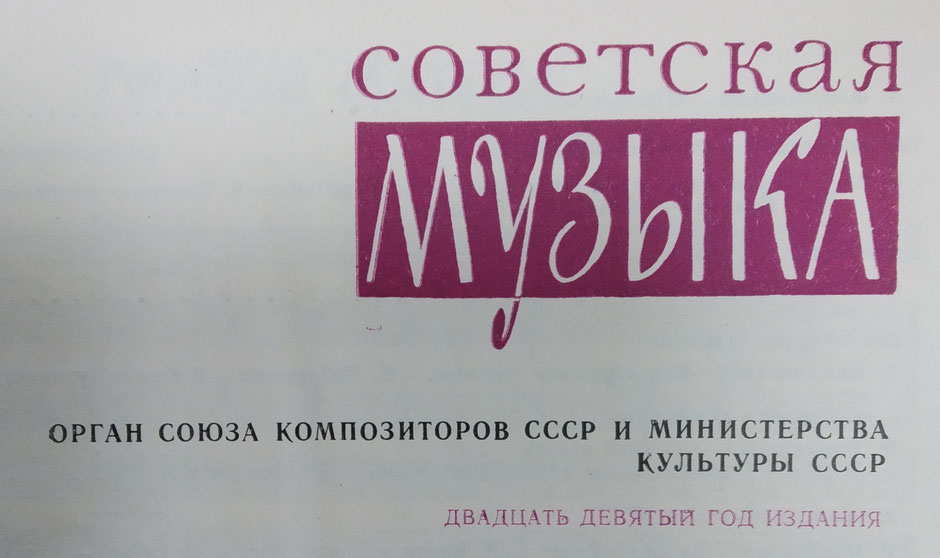 советская
МУЗЫКА
ОРГАН СОЮЗА КОМПОЗИТОРОВ СССР И МИНИСТЕРСТВА
КУЛЬТУРЫ СССР
ДВАДЦАТЬ ДЕВЯТЫЙ ГОД ИЗДАНИЯ